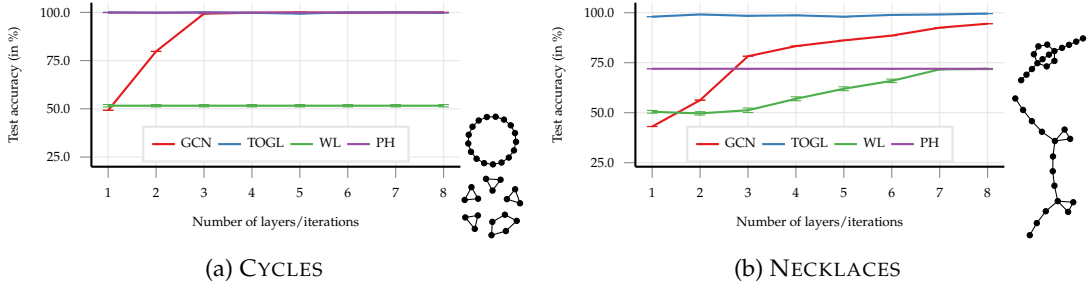 100.0
75.0
50.0
25.0
Test accuracy (in %)
GCN TOGL WL PH
1 2 3 4 5 6 7 8
Number of layers/iterations
(a) CYCLES
100.0
75.0
50.0
25.0
Test accuracy (in %)
GCN TOGL WL PH
1 2 3 4 5 6 7 8
Number of layers/iterations
(b) NECKLACES